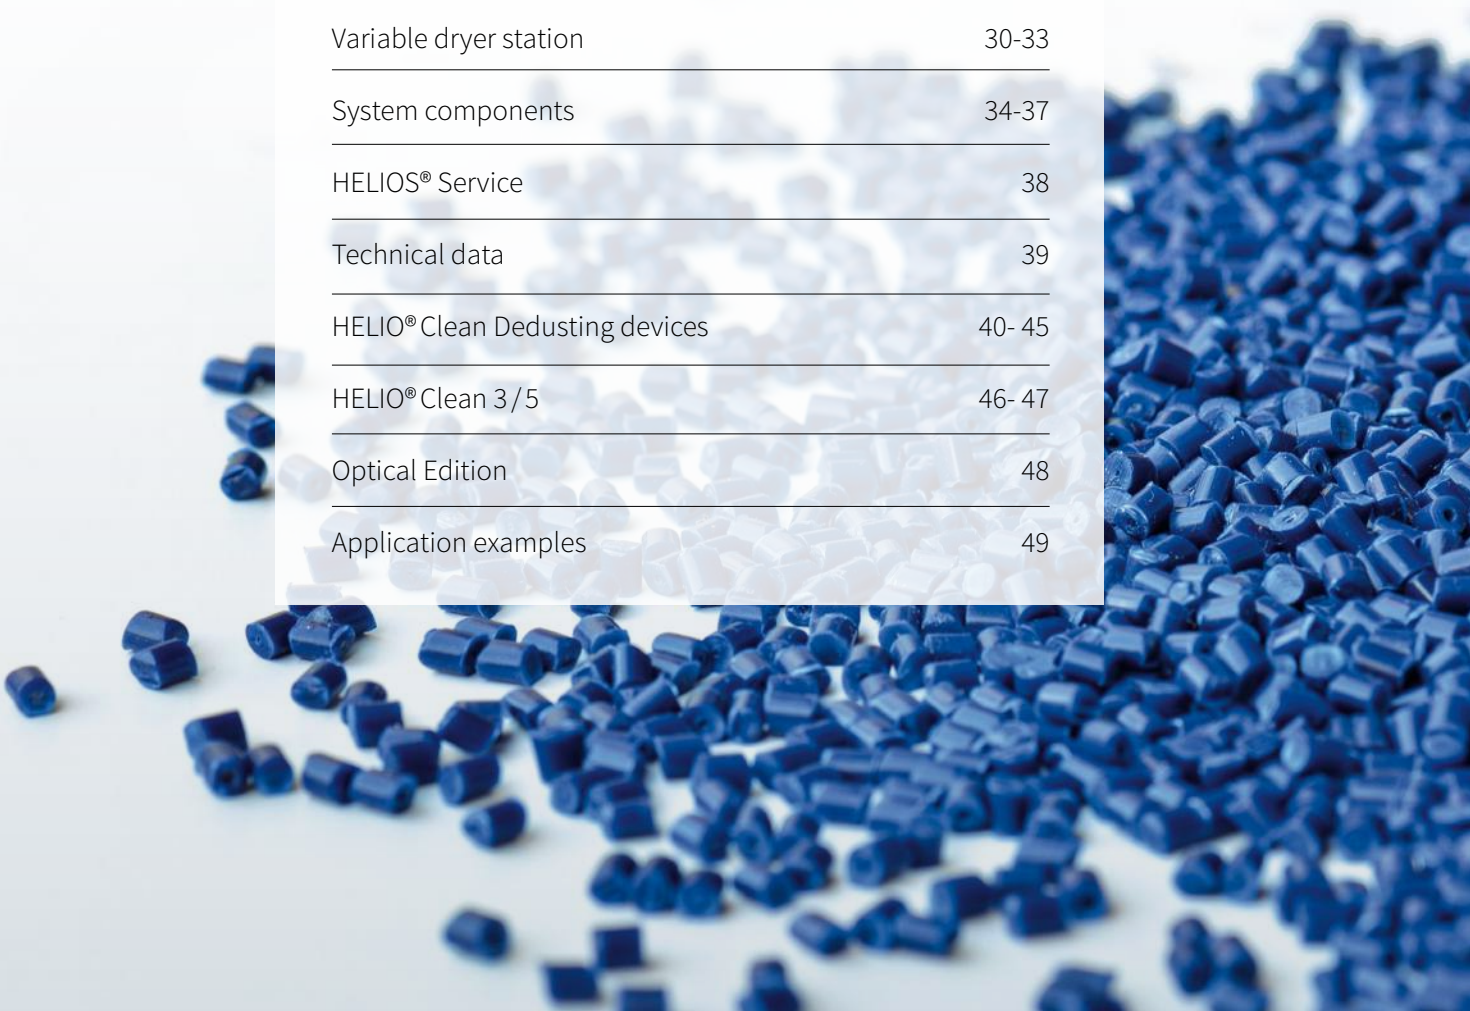 Variable dryer station 30-33
System components 34-37
HELIOS® Service 38
Technical data 39
HELIO® Clean Dedusting devices 40- 45
HELIO® Clean 3 / 5 46- 47
Optical Edition 48
Application examples 49